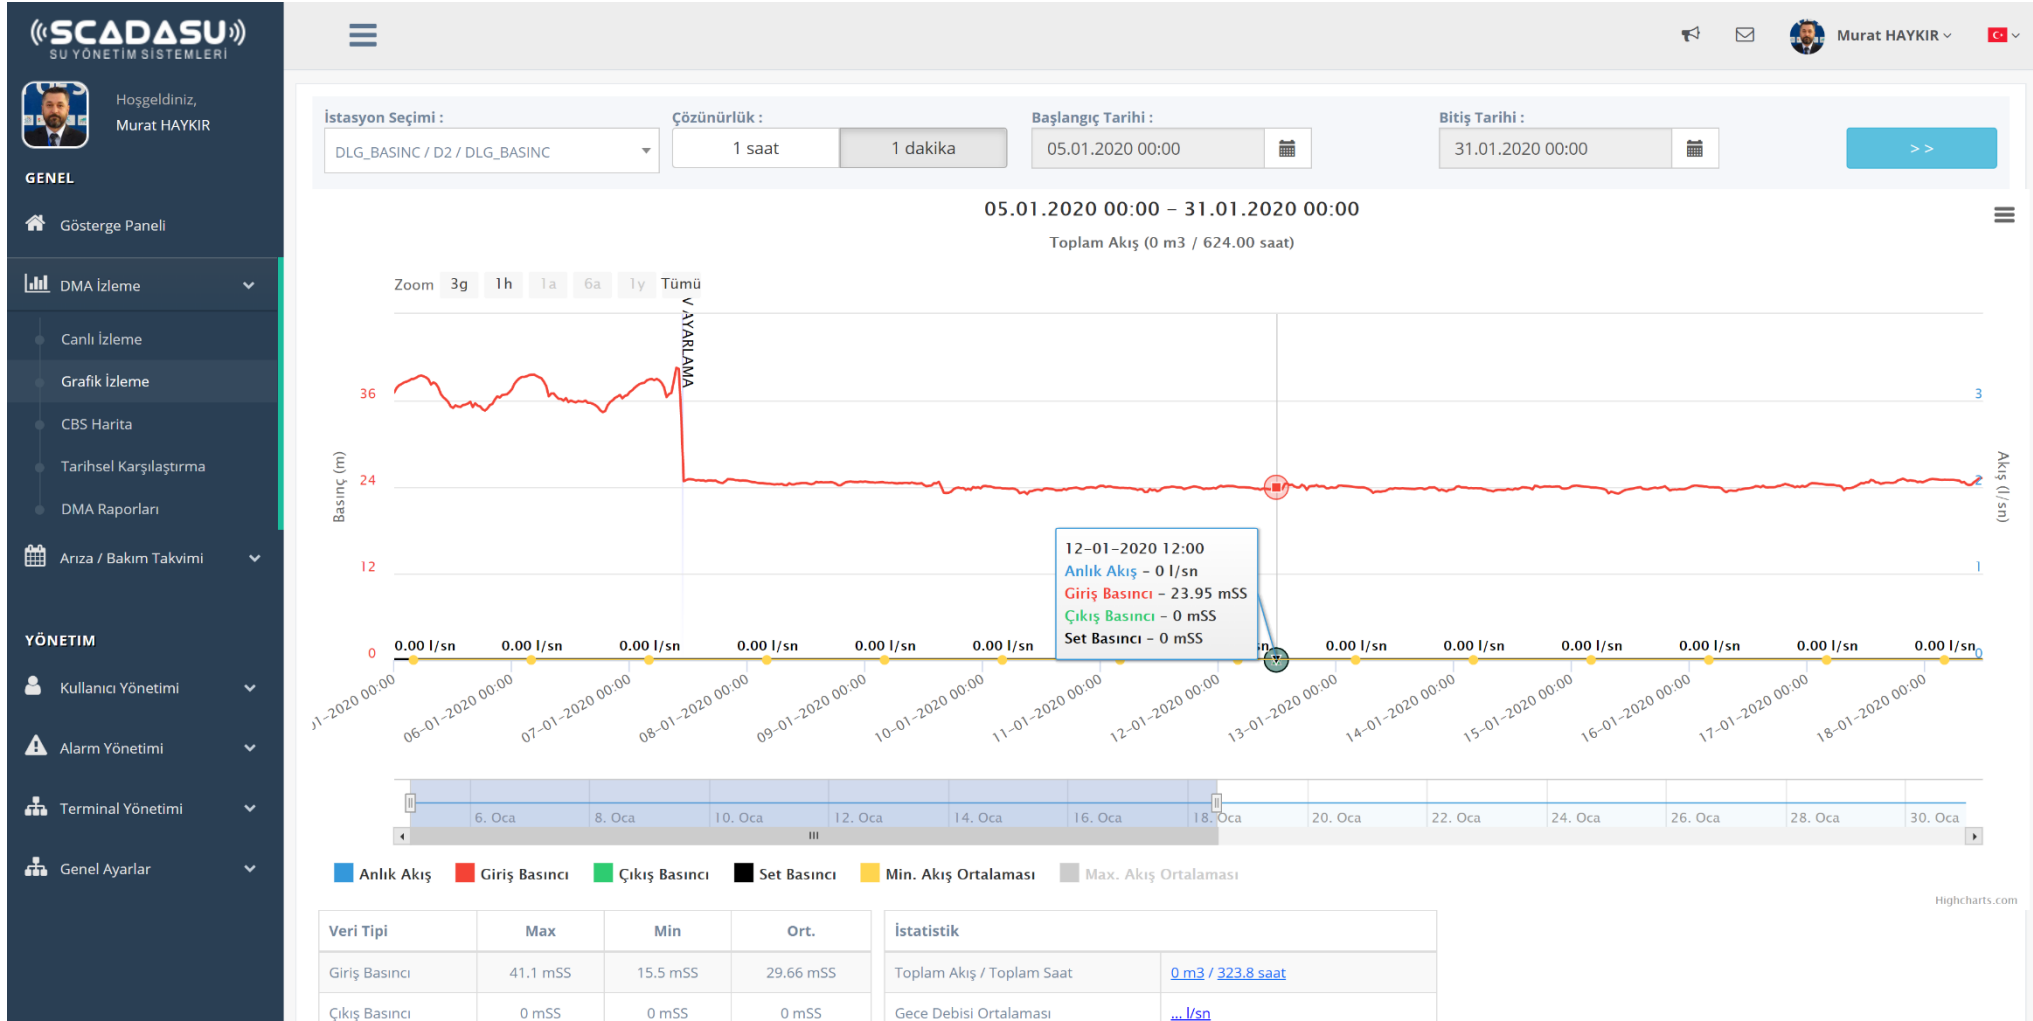 SCADASU
SU YÖNETİM SİSTEMLERİ
Hoşgeldiniz,
Murat HAYKIR
GENEL
Gösterge Paneli
DMA İzleme
Canlı İzleme
Grafik İzleme
CBS Harita
Tarihsel Karşılaştırma
DMA Raporları
Arıza / Bakım Takvimi
YÖNETIM
Kullanıcı Yönetimi
Alarm Yönetimi
Terminal Yönetimi
Genel Ayarlar
Murat HAYKIR
İstasyon Seçimi :
DLG_BASINC / D2 / DLG_BASINC
Çözünürlük :
1 saat
1 dakika
Başlangıç Tarihi :
05.01.2020 00:00
Bitiş Tarihi :
31.01.2020 00:00
> >
05.01.2020 00:00 – 31.01.2020 00:00
Toplam Akış (0 m3 / 624.00 saat)
Zoom 3g 1h 1a 6a 1y Tümü
V AYARLAMA
Basınç (m)
36
24
12
0
Akış (l/sn)
3
2
1
0
12-01-2020 12:00
Anlık Akış – 0 l/sn
Giriş Basıncı – 23.95 mSS
Çıkış Basıncı – 0 mSS
Set Basıncı – 0 mSS
0.00 l/sn 0.00 l/sn 0.00 l/sn 0.00 l/sn 0.00 l/sn 0.00 l/sn n. 0.00 l/sn 0.00 l/sn 0.00 l/sn 0.00 l/sn 0.00 l/sn 0.00 l/sn
01-2020 00:00 06-01-2020 00:00 07-01-2020 00:00 08-01-2020 00:00 09-01-2020 00:00 10-01-2020 00:00 11-01-2020 00:00 12-01-2020 00:00 13-01-2020 00:00 14-01-2020 00:00 15-01-2020 00:00 16-01-2020 00:00 17-01-2020 00:00 18-01-2020 00:00
6. Oca 8. Oca 10. Oca 12. Oca 14. Oca 16. Oca 18. Oca 20. Oca 22. Oca 24. Oca 26. Oca 28. Oca 30. Oca
Anlık Akış Giriş Basıncı Çıkış Basıncı Set Basıncı Min. Akış Ortalaması Max. Akış Ortalaması
Highcharts.com
Veri Tipi Max Min Ort.
Giriş Basıncı 41.1 mSS 15.5 mSS 29.66 mSS
Çıkış Basıncı 0 mSS 0 mSS 0 mSS
İstatistik
Toplam Akış / Toplam Saat 0 m3 / 323.8 saat
Gece Debisi Ortalaması ... l/sn